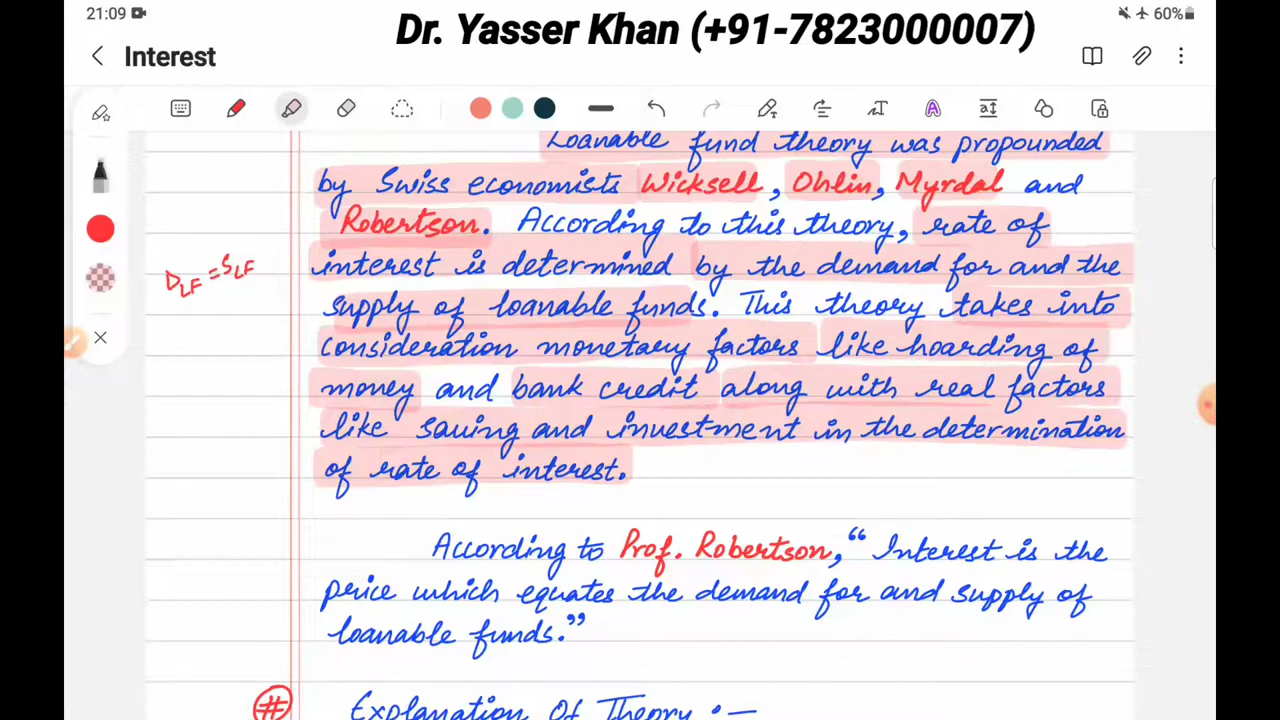 21:09
60%
Dr. Yasser Khan (+91-7823000007)
Interest
Loanable fund theory was propounded
by Swiss economists Wicksell, Ohlin, Myrdal and
Robertson. According to this theory, rate of
interest is determined by the demand for and the
supply of loanable funds. This theory takes into
consideration monetary factors like hoarding of
money and bank credit along with real factors
like saving and investment in the determination
of rate of interest.
DLF = SLF
According to Prof. Robertson, “Interest is the
price which equates the demand for and supply of
loanable funds.”
# Explanation Of Theory :—